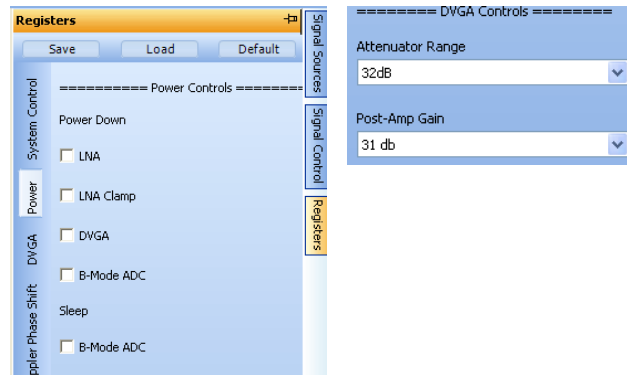 Registers
Save Load Default
========== Power Controls =======
Power Down
LNA
LNA Clamp
DVGA
B-Mode ADC
Sleep
B-Mode ADC
System Control
Power
DVGA
ppler Phase Shift
Signal Sources
Signal Control
Registers
======== DVGA Controls ========
Attenuator Range
32dB
Post-Amp Gain
31 db